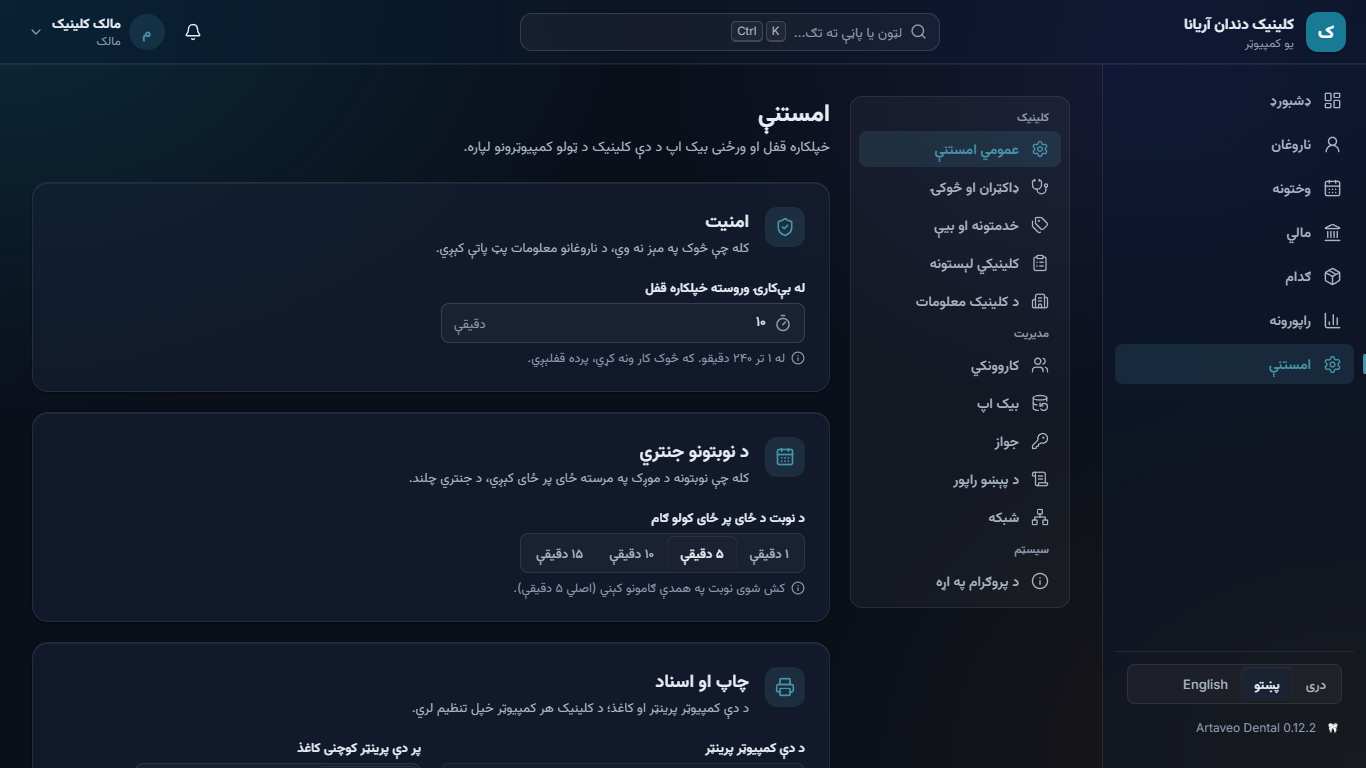 ک
کلینیک دندان آریانا
یو کمپیوټر
لټون یا پاڼې ته تګ...
Ctrl K
م
مالک کلینیک
مالک
ډشبورډ
ناروغان
وختونه
مالي
ګدام
راپورونه
امستنې
دری
پښتو
English
Artaveo Dental 0.12.2
کلینیک
عمومي امستنې
ډاکټران او څوکۍ
خدمتونه او بیې
کلینیکي لېستونه
د کلینیک معلومات
مدیریت
کاروونکي
بیک اپ
جواز
د پېښو راپور
شبکه
سیسټم
د پروګرام په اړه
امستنې
خپلکاره قفل او ورځنی بیک اپ د دې کلینیک د ټولو کمپیوټرونو لپاره.
امنیت
کله چې څوک په مېز نه وي، د ناروغانو معلومات پټ پاتې کېږي.
له بې‌کارۍ وروسته خپلکاره قفل
۱۰ دقیقې
له ۱ تر ۲۴۰ دقیقو. که څوک کار ونه کړي، پرده قفلېږي.
د نوبتونو جنتري
کله چې نوبتونه د موږک په مرسته ځای پر ځای کېږي، د جنتري چلند.
د نوبت د ځای پر ځای کولو ګام
۱ دقیقې
۵ دقیقې
۱۰ دقیقې
۱۵ دقیقې
کش شوی نوبت په همدې ګامونو کېني (اصلي ۵ دقیقې).
چاپ او اسناد
د دې کمپیوټر پرینټر او کاغذ؛ د کلینیک هر کمپیوټر خپل تنظیم لري.
د دې کمپیوټر پرینټر
پر دې پرینټر کوچنی کاغذ